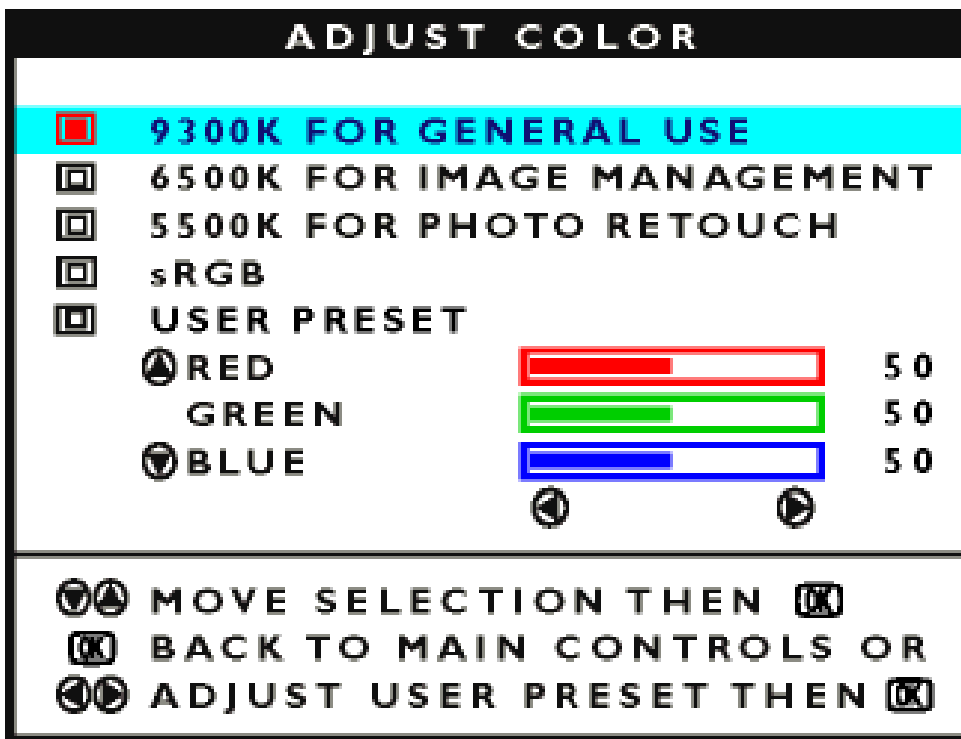 ADJUST COLOR
9300K FOR GENERAL USE
6500K FOR IMAGE MANAGEMENT
5500K FOR PHOTO RETOUCH
sRGB
USER PRESET
RED 50
GREEN 50
BLUE 50
MOVE SELECTION THEN OK
OK BACK TO MAIN CONTROLS OR
ADJUST USER PRESET THEN OK